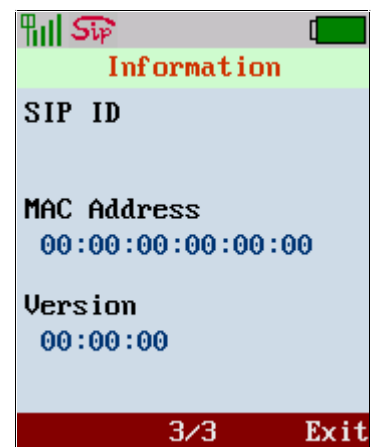 Sip
Information
SIP ID
MAC Address
00:00:00:00:00:00
Version
00:00:00
3/3 Exit